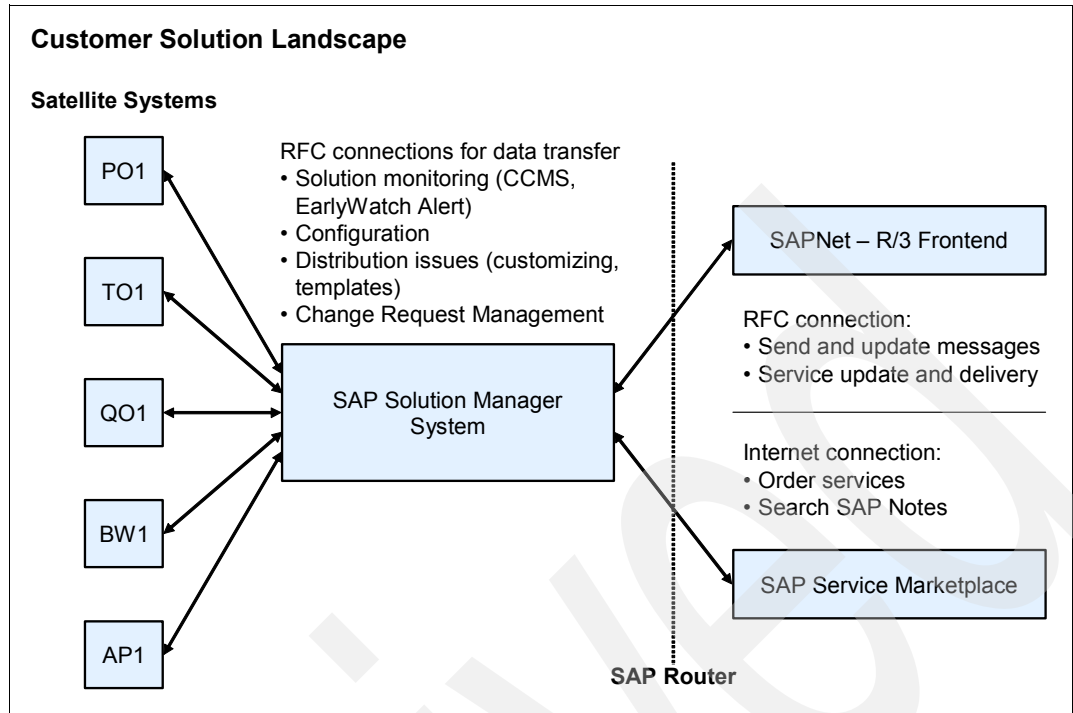 Customer Solution Landscape
Satellite Systems
PO1
TO1
QO1
BW1
AP1
RFC connections for data transfer
• Solution monitoring (CCMS,
EarlyWatch Alert)
• Configuration
• Distribution issues (customizing,
templates)
• Change Request Management
SAP Solution Manager
System
SAPNet – R/3 Frontend
RFC connection:
• Send and update messages
• Service update and delivery
Internet connection:
• Order services
• Search SAP Notes
SAP Service Marketplace
SAP Router